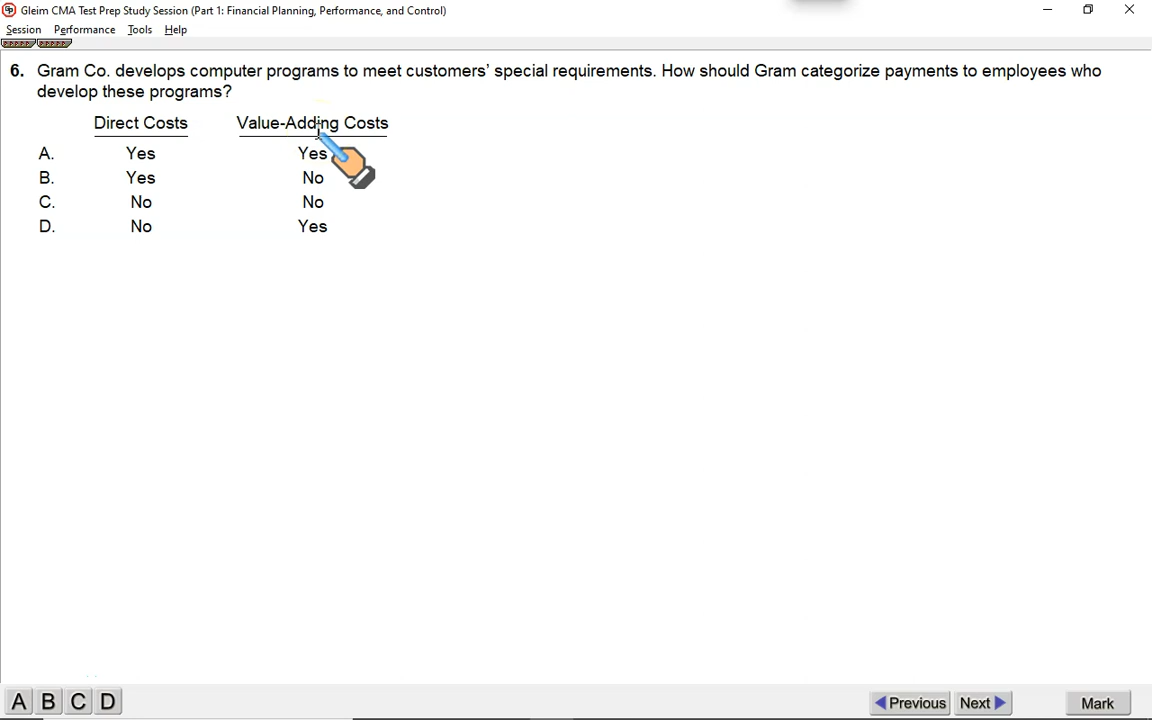 Gleim CMA Test Prep Study Session (Part 1: Financial Planning, Performance, and Control)
Session Performance Tools Help
6. Gram Co. develops computer programs to meet customers’ special requirements. How should Gram categorize payments to employees who
develop these programs?
Direct Costs Value-Adding Costs
A. Yes Yes
B. Yes No
C. No No
D. No Yes
A B C D Previous Next Mark